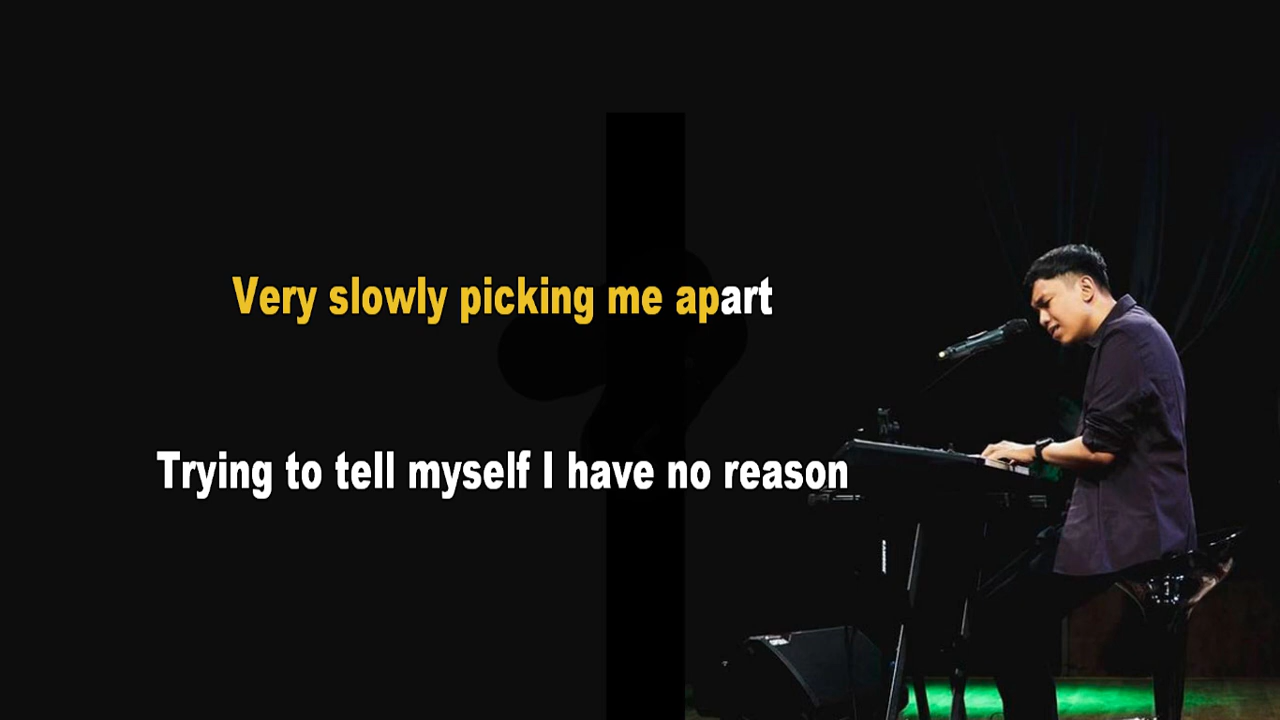 Very slowly picking me apart
Trying to tell myself I have no reason